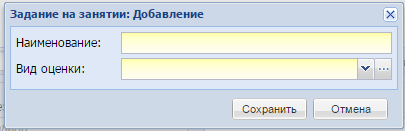 Задание на занятии: Добавление
Наименование:
Вид оценки:
Сохранить Отмена